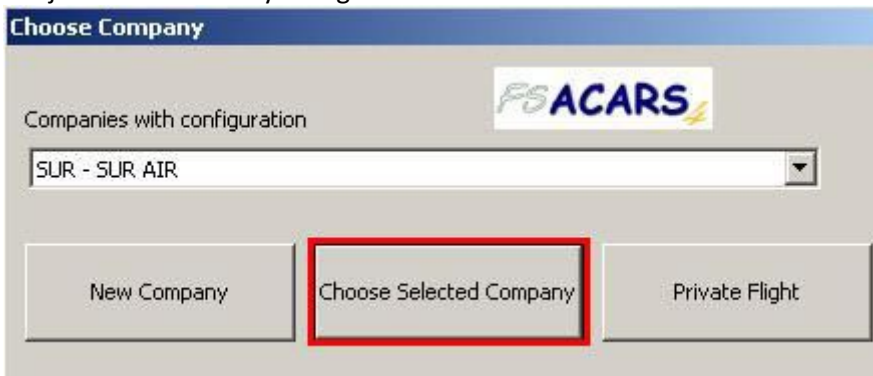 Choose Company
FSACARS4
Companies with configuration
SUR - SUR AIR
New Company
Choose Selected Company
Private Flight